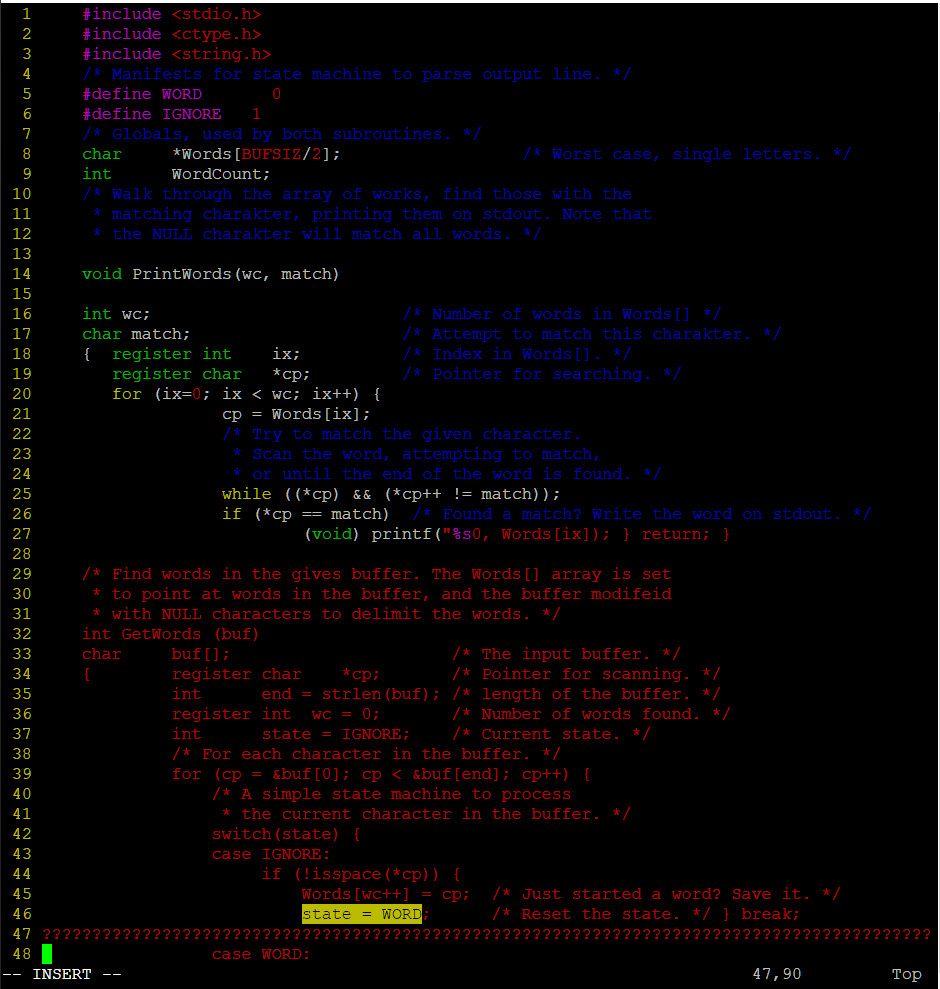 1 #include <stdio.h>
2 #include <ctype.h>
3 #include <string.h>
4 /* Manifests for state machine to parse output line. */
5 #define WORD 0
6 #define IGNORE 1
7 /* Globals, used by both subroutines. */
8 char *Words[BUFSIZ/2]; /* Worst case, single letters. */
9 int WordCount;
10 /* Walk through the array of works, find those with the
11 * matching charakter, printing them on stdout. Note that
12 * the NULL charakter will match all words. */
13
14 void PrintWords(wc, match)
15
16 int wc; /* Number of words in Words[] */
17 char match; /* Attempt to match this charakter. */
18 { register int ix; /* Index in Words[]. */
19 register char *cp; /* Pointer for searching. */
20 for (ix=0; ix < wc; ix++) {
21 cp = Words[ix];
22 /* Try to match the given character.
23 * Scan the word, attempting to match,
24 * or until the end of the word is found. */
25 while ((*cp) && (*cp++ != match));
26 if (*cp == match) /* Found a match? Write the word on stdout. */
27 (void) printf("%s0, Words[ix]); } return; }
28
29 /* Find words in the gives buffer. The Words[] array is set
30 * to point at words in the buffer, and the buffer modifeid
31 * with NULL characters to delimit the words. */
32 int GetWords (buf)
33 char buf[]; /* The input buffer. */
34 { register char *cp; /* Pointer for scanning. */
35 int end = strlen(buf); /* length of the buffer. */
36 register int wc = 0; /* Number of words found. */
37 int state = IGNORE; /* Current state. */
38 /* For each character in the buffer. */
39 for (cp = &buf[0]; cp < &buf[end]; cp++) {
40 /* A simple state machine to process
41 * the current character in the buffer. */
42 switch(state) {
43 case IGNORE:
44 if (!isspace(*cp)) {
45 Words[wc++] = cp; /* Just started a word? Save it. */
46 state = WORD; /* Reset the state. */ } break;
47 ?????????????????????????????????????????????????????????????????????????????????????????
48 case WORD:
-- INSERT -- 47,90 Top